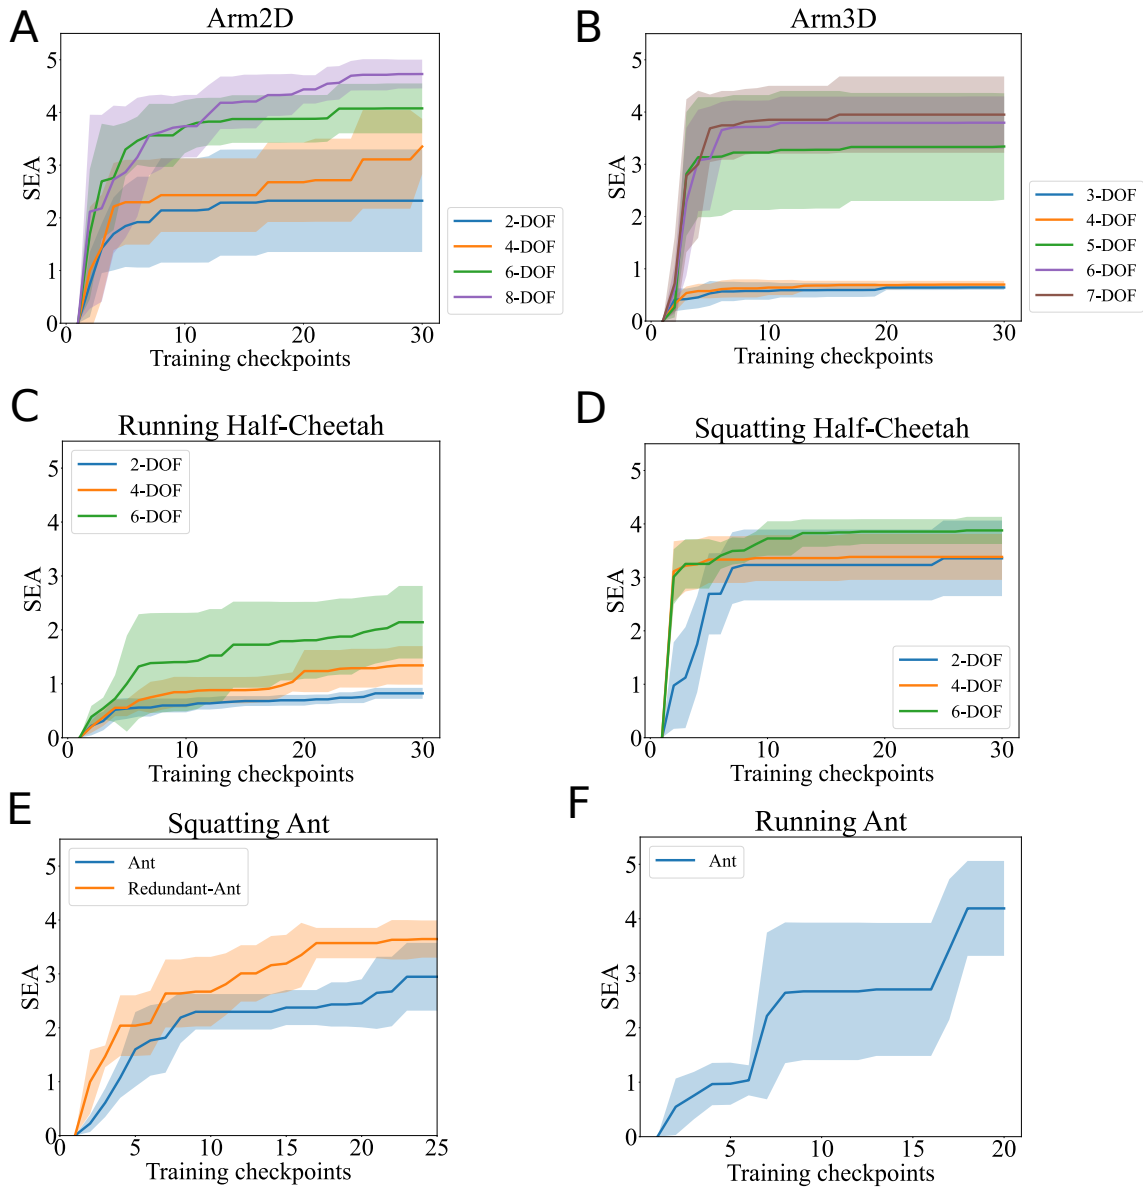 A
Arm2D
SEA
5
4
3
2
1
0
0 10 20 30
Training checkpoints
2-DOF
4-DOF
6-DOF
8-DOF
B
Arm3D
SEA
5
4
3
2
1
0
0 10 20 30
Training checkpoints
3-DOF
4-DOF
5-DOF
6-DOF
7-DOF
C
Running Half-Cheetah
2-DOF
4-DOF
6-DOF
SEA
5
4
3
2
1
0
0 10 20 30
Training checkpoints
D
Squatting Half-Cheetah
SEA
5
4
3
2
1
0
2-DOF
4-DOF
6-DOF
0 10 20 30
Training checkpoints
E
Squatting Ant
Ant
Redundant-Ant
SEA
5
4
3
2
1
0
5 10 15 20 25
Training checkpoints
F
Running Ant
Ant
SEA
5
4
3
2
1
0
5 10 15 20
Training checkpoints